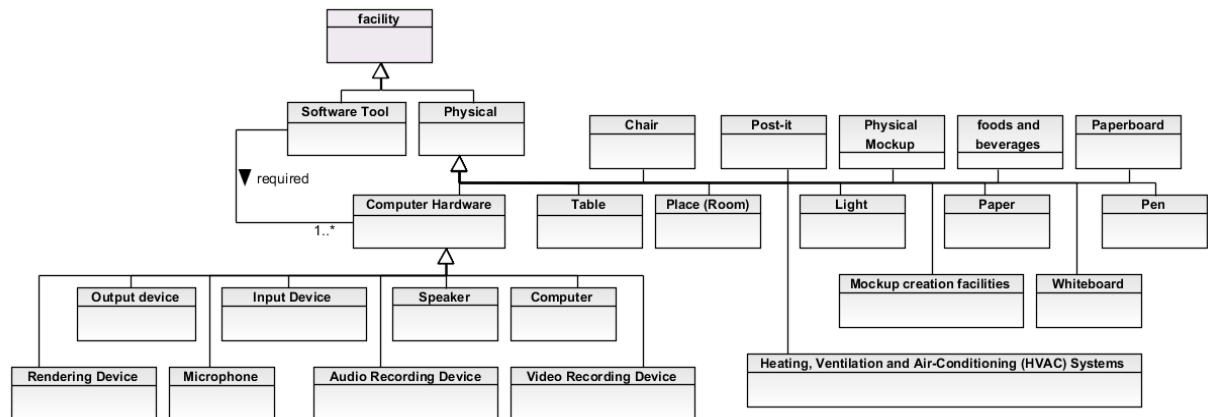 facility
Software Tool
Physical
Chair
Post-it
Physical
Mockup
foods and
beverages
Paperboard
required
Computer Hardware
1..*
Table
Place (Room)
Light
Paper
Pen
Output device
Input Device
Speaker
Computer
Mockup creation facilities
Whiteboard
Rendering Device
Microphone
Audio Recording Device
Video Recording Device
Heating, Ventilation and Air-Conditioning (HVAC) Systems